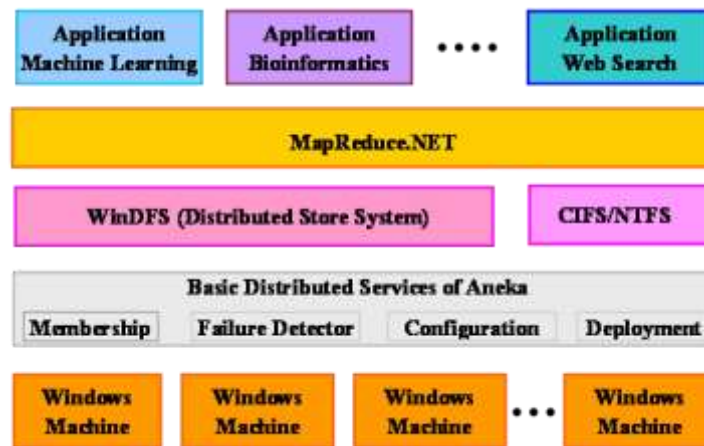 Application
Machine Learning
Application
Bioinformatics
Application
Web Search
MapReduce.NET
WinDFS (Distributed Store System)
CIFS/NTFS
Basic Distributed Services of Aneka
Membership
Failure Detector
Configuration
Deployment
Windows
Machine
Windows
Machine
Windows
Machine
Windows
Machine